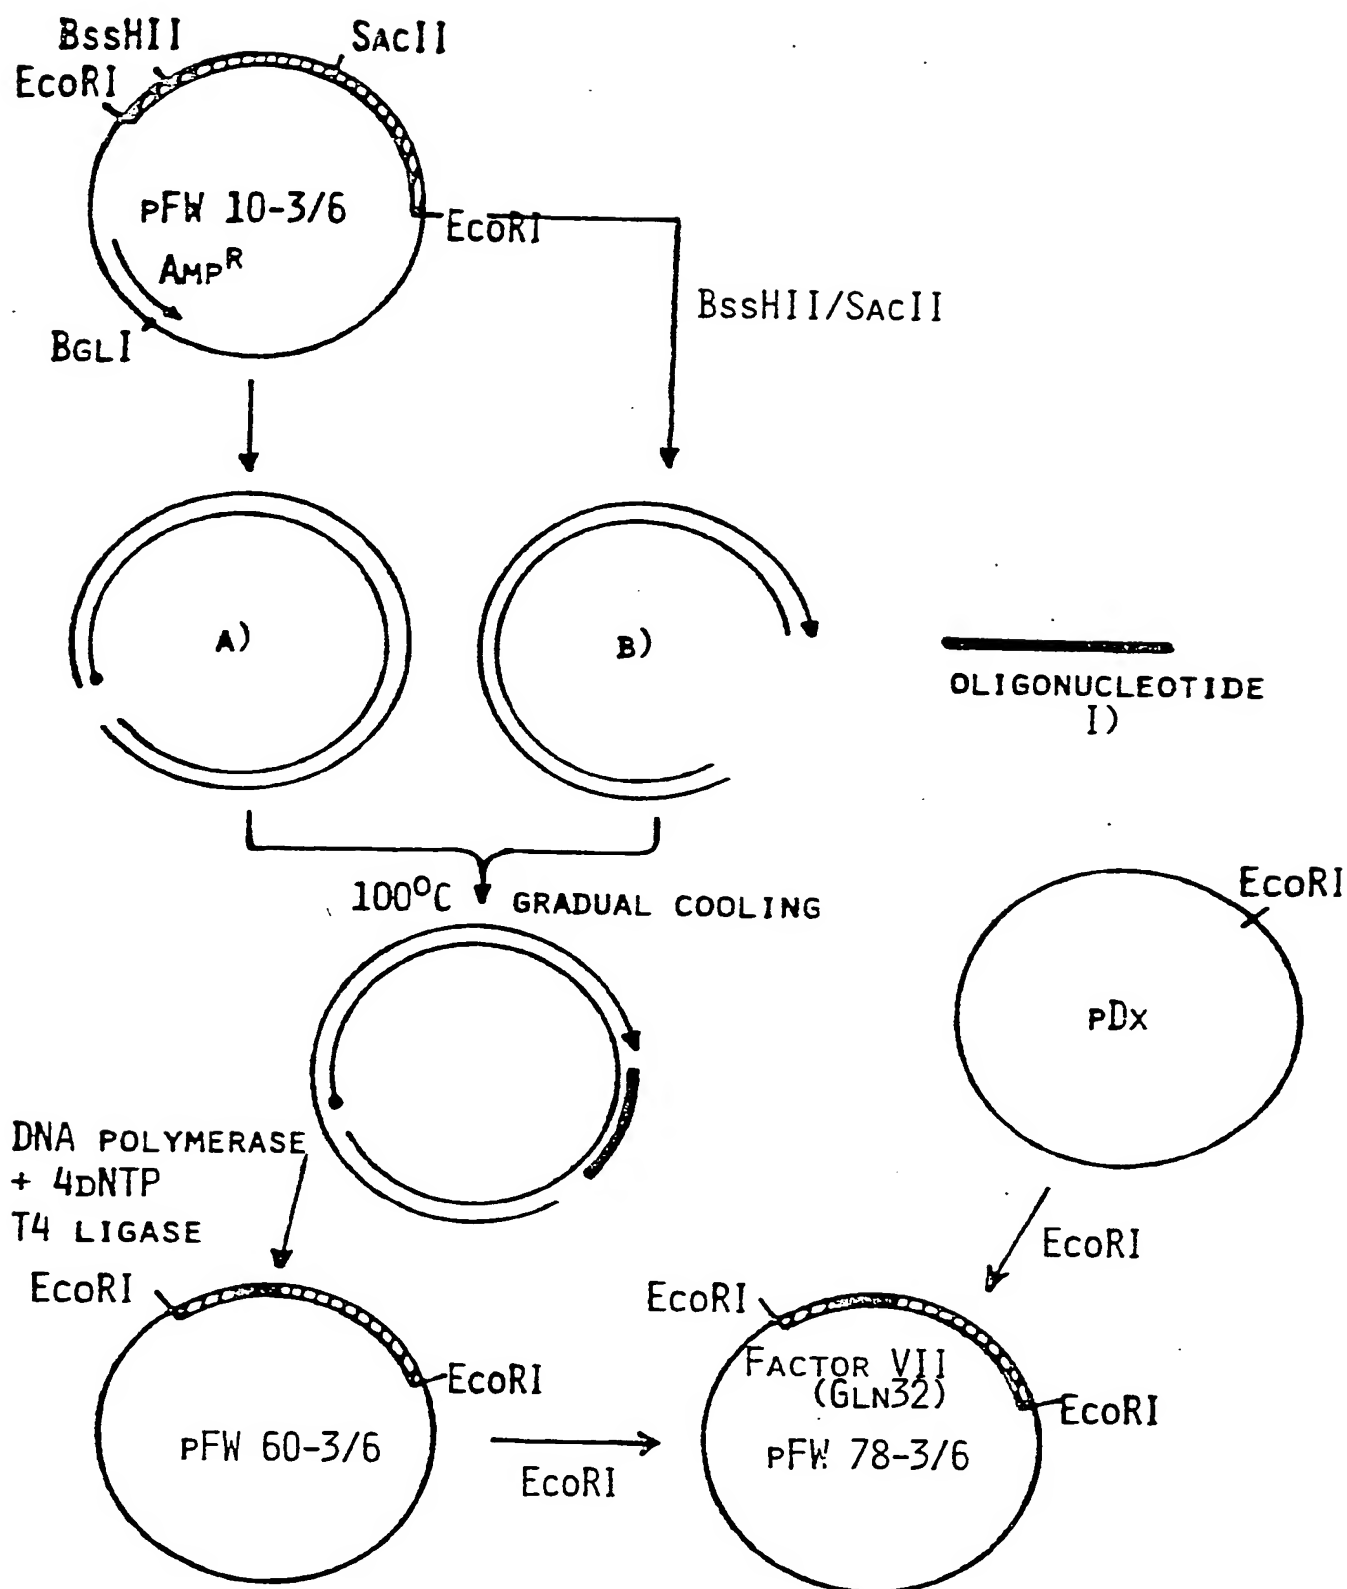 BssHII
SacII
EcoRI
pFW 10-3/6
EcoRI
AmpR
BglI
BssHII/SacII
A)
B)
OLIGONUCLEOTIDE
I)
100°C
GRADUAL COOLING
EcoRI
pDx
DNA POLYMERASE
+ 4dNTP
T4 LIGASE
EcoRI
EcoRI
EcoRI
FACTOR VII
(GLN32)
EcoRI
EcoRI
pFW 60-3/6
pFW 78-3/6
EcoRI